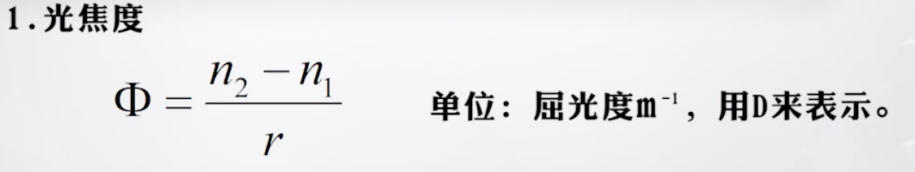 1.光焦度
Φ = (n₂ − n₁) / r
单位：屈光度m⁻¹，用D来表示。